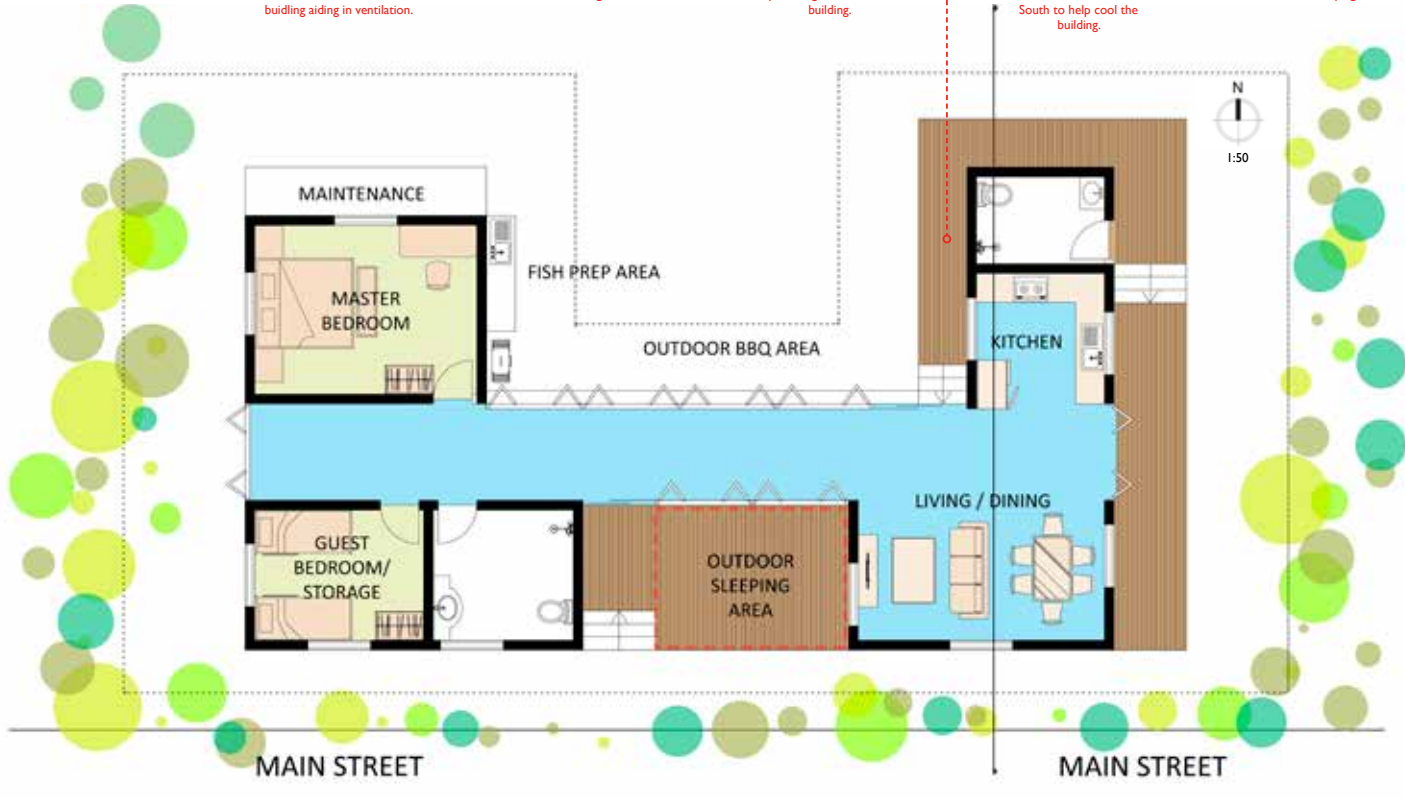 buidling aiding in ventilation.
building.
South to help cool the
building.
N
1:50
MAINTENANCE
FISH PREP AREA
MASTER
BEDROOM
OUTDOOR BBQ AREA
KITCHEN
LIVING / DINING
GUEST
BEDROOM/
STORAGE
OUTDOOR
SLEEPING
AREA
MAIN STREET
MAIN STREET